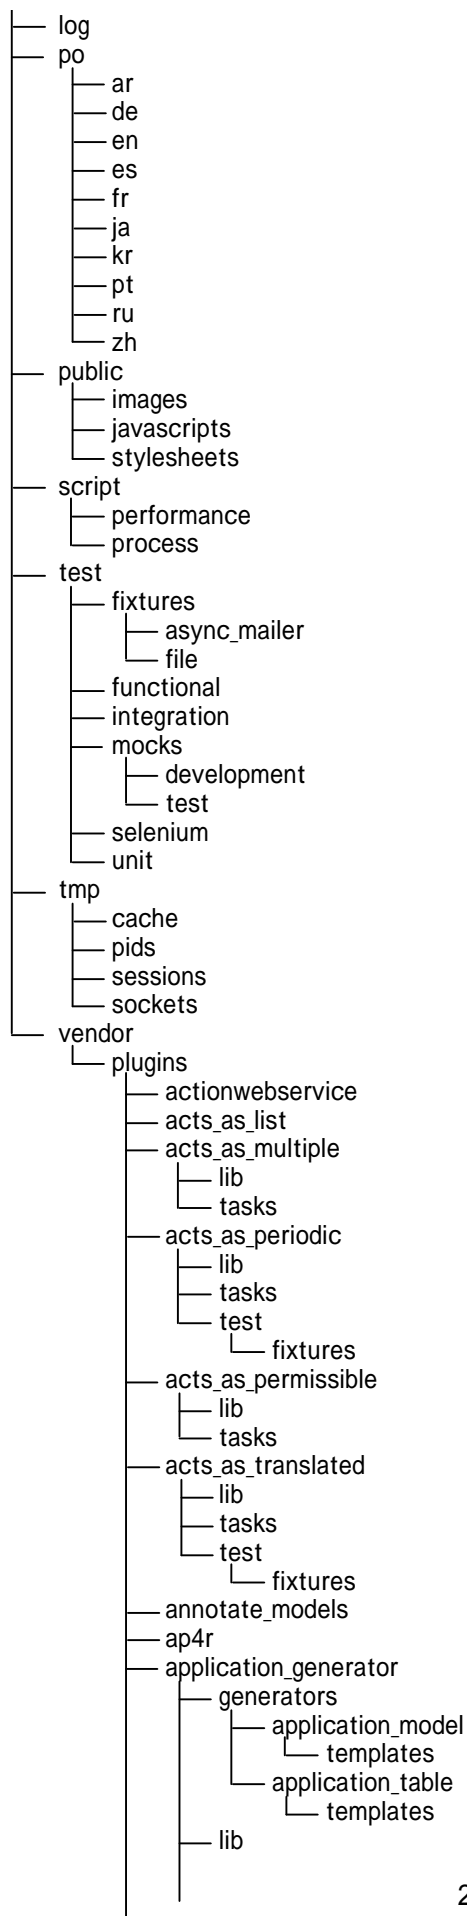 log
po
ar
de
en
es
fr
ja
kr
pt
ru
zh
public
images
javascripts
stylesheets
script
performance
process
test
fixtures
async_mailer
file
functional
integration
mocks
development
test
selenium
unit
tmp
cache
pids
sessions
sockets
vendor
plugins
actionwebservice
acts_as_list
acts_as_multiple
lib
tasks
acts_as_periodic
lib
tasks
test
fixtures
acts_as_permissible
lib
tasks
acts_as_translated
lib
tasks
test
fixtures
annotate_models
ap4r
application_generator
generators
application_model
templates
application_table
templates
lib
2